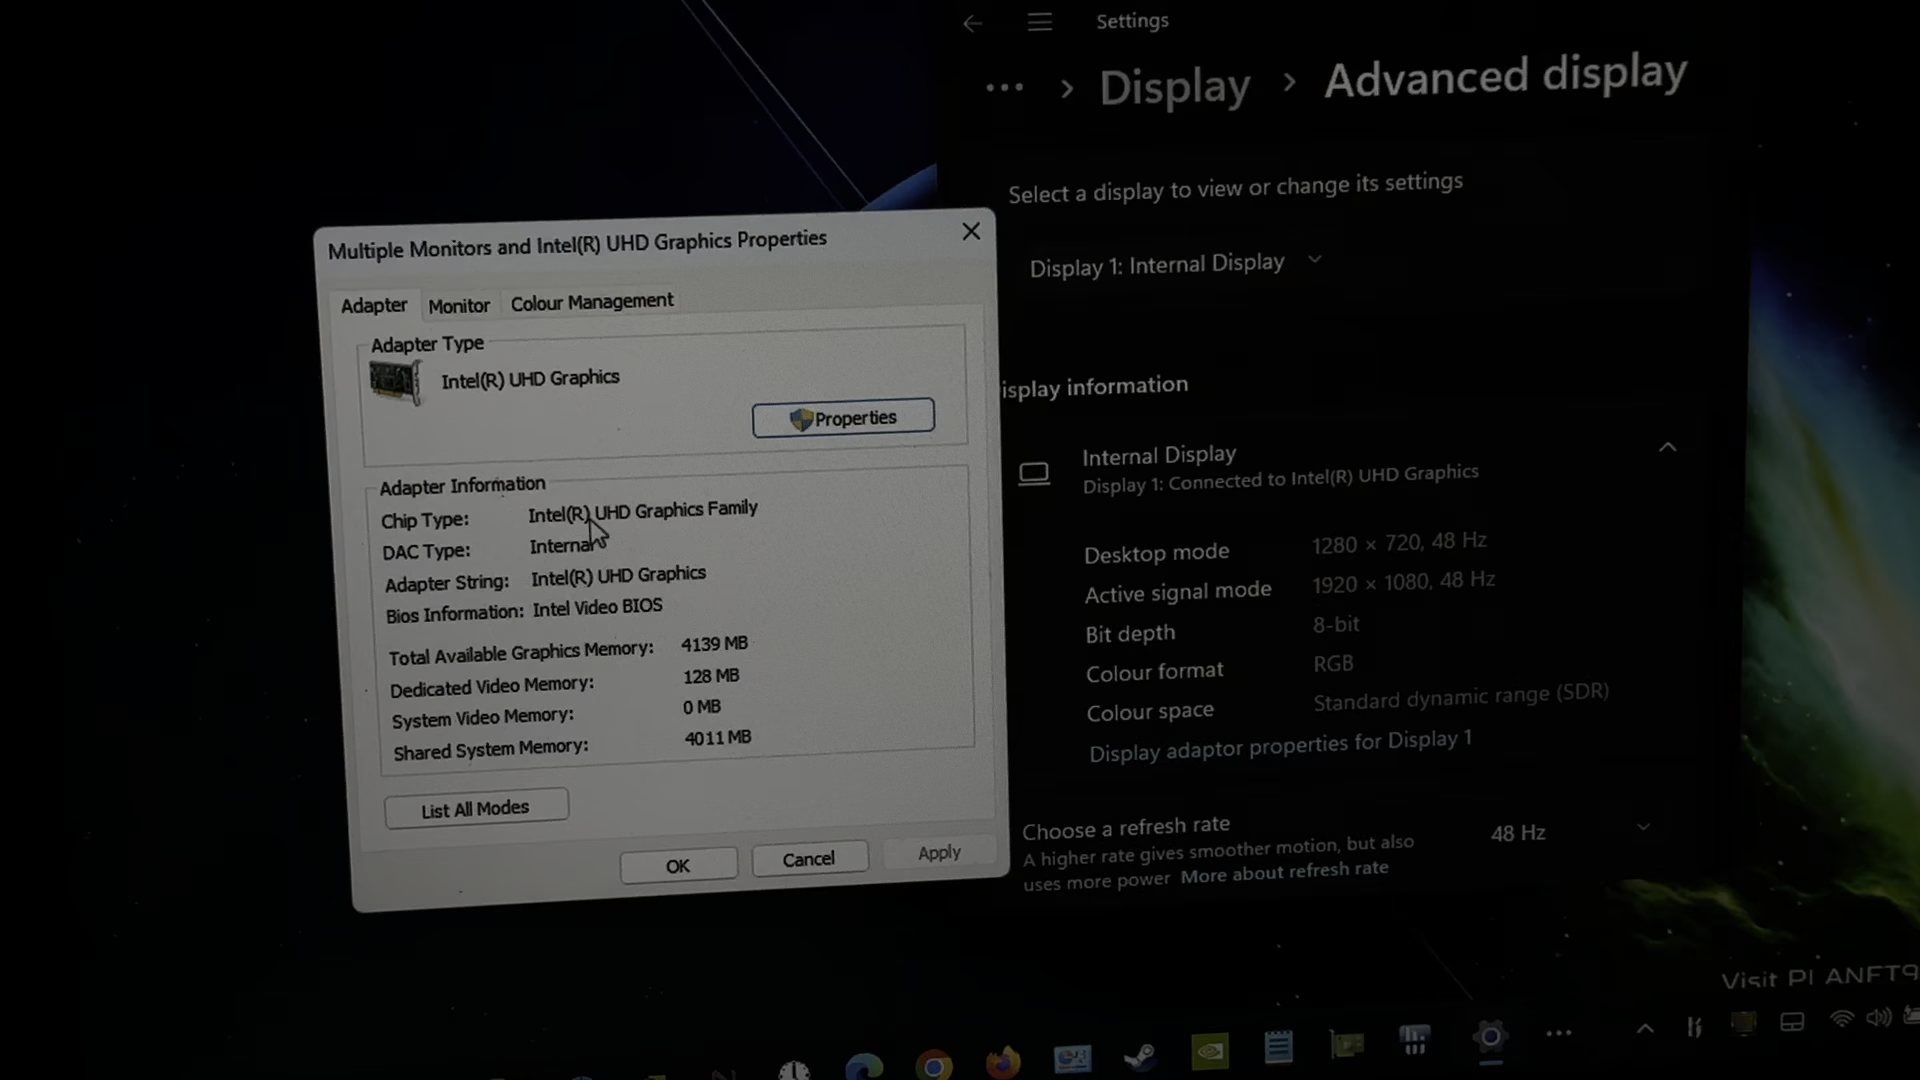 Settings
... > Display > Advanced display
Select a display to view or change its settings
Display 1: Internal Display
isplay information
Internal Display
Display 1: Connected to Intel(R) UHD Graphics
Desktop mode 1280 × 720, 48 Hz
Active signal mode 1920 × 1080, 48 Hz
Bit depth 8-bit
Colour format RGB
Colour space Standard dynamic range (SDR)
Display adaptor properties for Display 1
Choose a refresh rate
A higher rate gives smoother motion, but also
uses more power More about refresh rate
48 Hz
Multiple Monitors and Intel(R) UHD Graphics Properties
Adapter Monitor Colour Management
Adapter Type
Intel(R) UHD Graphics
Properties
Adapter Information
Chip Type: Intel(R) UHD Graphics Family
DAC Type: Internal
Adapter String: Intel(R) UHD Graphics
Bios Information: Intel Video BIOS
Total Available Graphics Memory: 4139 MB
Dedicated Video Memory: 128 MB
System Video Memory: 0 MB
Shared System Memory: 4011 MB
List All Modes
OK Cancel Apply
Visit PLANET9